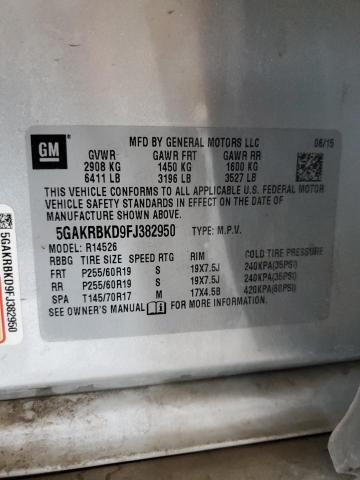 GM
MFD BY GENERAL MOTORS LLC 06/15
GVWR GAWR FRT GAWR RR
2908 KG 1450 KG 1600 KG
6411 LB 3196 LB 3527 LB
THIS VEHICLE CONFORMS TO ALL APPLICABLE U.S. FEDERAL MOTOR
VEHICLE SAFETY STANDARDS IN EFFECT ON THE DATE OF
MANUFACTURE SHOWN ABOVE.
5GAKRBKD9FJ382950 TYPE: M.P.V.
MODEL: R14526
RBBG TIRE SIZE SPEED RTG RIM COLD TIRE PRESSURE
FRT P255/60R19 S 19X7.5J 240KPA(35PSI)
RR P255/60R19 S 19X7.5J 240KPA(35PSI)
SPA T145/70R17 M 17X4.5B 420KPA(60PSI)
SEE OWNER'S MANUAL FOR ADDITIONAL INFORMATION.
5GAKRBKD9FJ382950